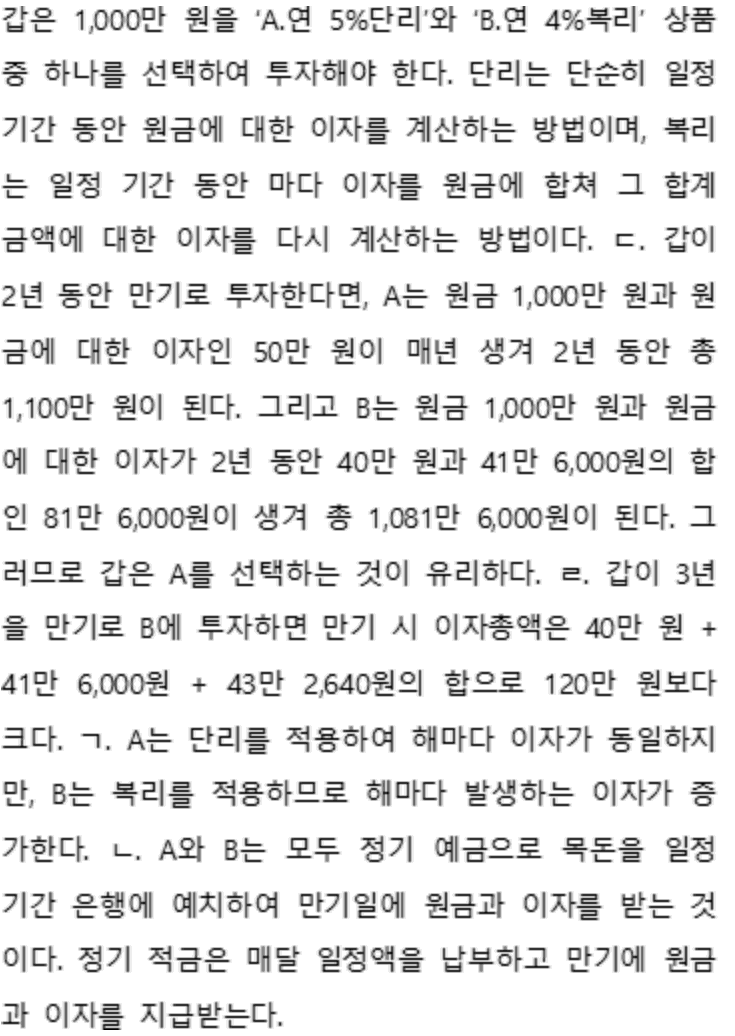 갑은 1,000만 원을 ‘A.연 5%단리’와 ‘B.연 4%복리’ 상품
중 하나를 선택하여 투자해야 한다. 단리는 단순히 일정
기간 동안 원금에 대한 이자를 계산하는 방법이며, 복리
는 일정 기간 동안 마다 이자를 원금에 합쳐 그 합계
금액에 대한 이자를 다시 계산하는 방법이다. ㄷ. 갑이
2년 동안 만기로 투자한다면, A는 원금 1,000만 원과 원
금에 대한 이자인 50만 원이 매년 생겨 2년 동안 총
1,100만 원이 된다. 그리고 B는 원금 1,000만 원과 원금
에 대한 이자가 2년 동안 40만 원과 41만 6,000원의 합
인 81만 6,000원이 생겨 총 1,081만 6,000원이 된다. 그
러므로 갑은 A를 선택하는 것이 유리하다. ㄹ. 갑이 3년
을 만기로 B에 투자하면 만기 시 이자총액은 40만 원 +
41만 6,000원 + 43만 2,640원의 합으로 120만 원보다
크다. ㄱ. A는 단리를 적용하여 해마다 이자가 동일하지
만, B는 복리를 적용하므로 해마다 발생하는 이자가 증
가한다. ㄴ. A와 B는 모두 정기 예금으로 목돈을 일정
기간 은행에 예치하여 만기일에 원금과 이자를 받는 것
이다. 정기 적금은 매달 일정액을 납부하고 만기에 원금
과 이자를 지급받는다.